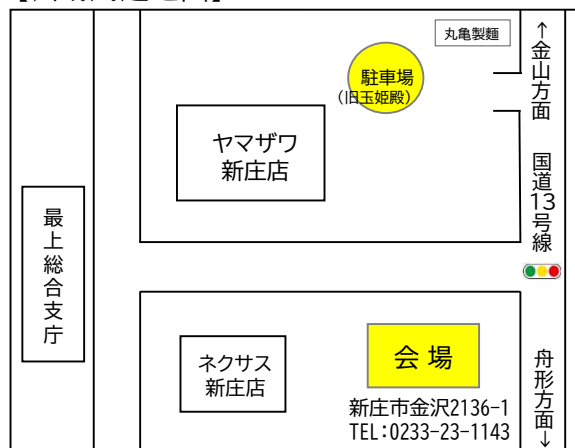 丸亀製麺
駐車場
(旧玉姫殿)
↑金山方面
ヤマザワ
新庄店
国道13号線
最上総合支庁
ネクサス
新庄店
会場
新庄市金沢2136-1
TEL:0233-23-1143
舟形方面↓